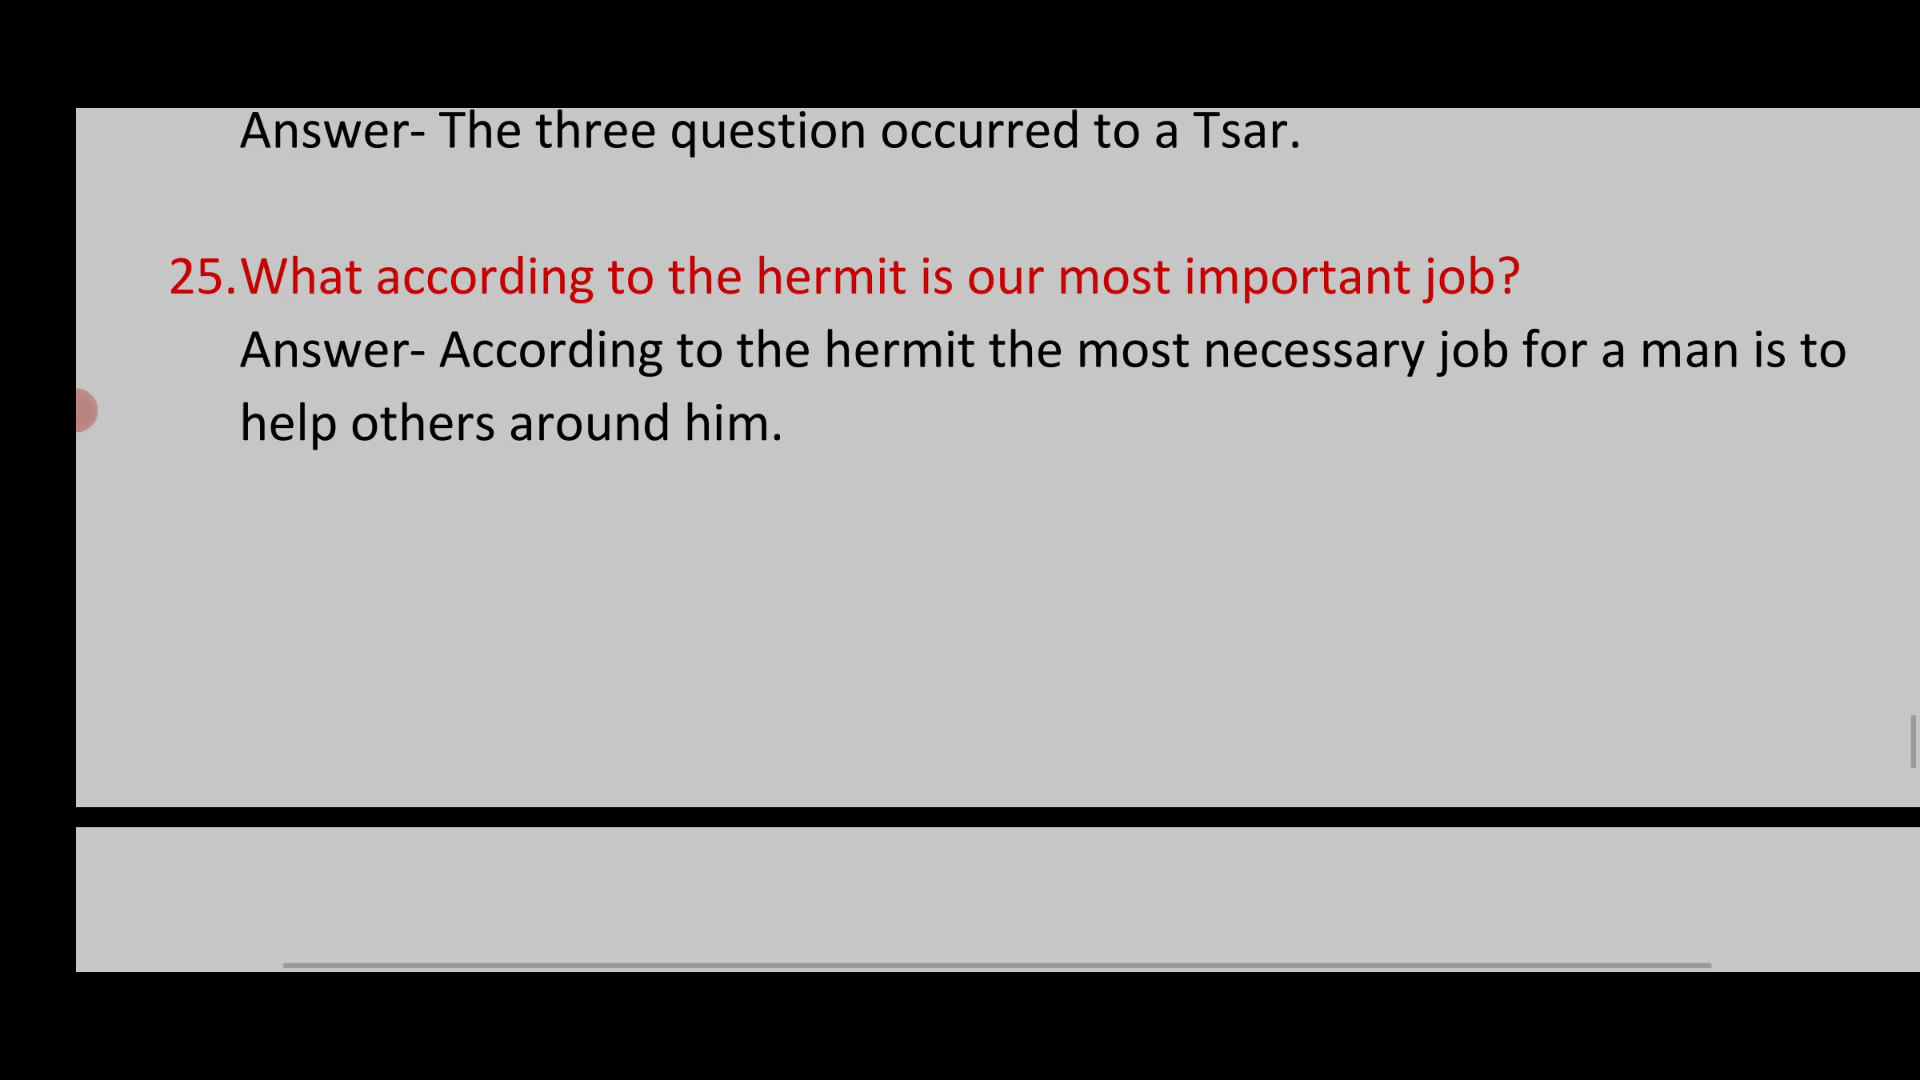 Answer- The three question occurred to a Tsar.
25.What according to the hermit is our most important job?
Answer- According to the hermit the most necessary job for a man is to
help others around him.